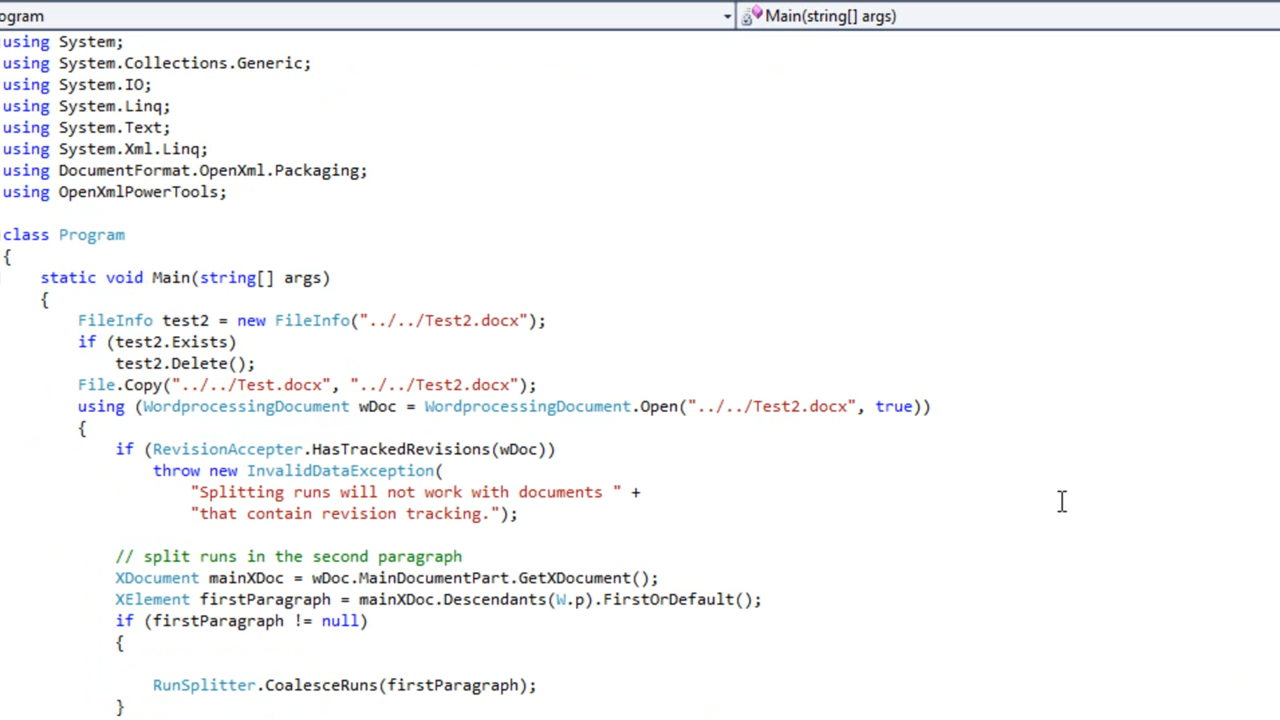 ogram Main(string[] args)
using System;
using System.Collections.Generic;
using System.IO;
using System.Linq;
using System.Text;
using System.Xml.Linq;
using DocumentFormat.OpenXml.Packaging;
using OpenXmlPowerTools;
class Program
{
static void Main(string[] args)
{
FileInfo test2 = new FileInfo("../../Test2.docx");
if (test2.Exists)
test2.Delete();
File.Copy("../../Test.docx", "../../Test2.docx");
using (WordprocessingDocument wDoc = WordprocessingDocument.Open("../../Test2.docx", true))
{
if (RevisionAccepter.HasTrackedRevisions(wDoc))
throw new InvalidDataException(
"Splitting runs will not work with documents " +
"that contain revision tracking.");
// split runs in the second paragraph
XDocument mainXDoc = wDoc.MainDocumentPart.GetXDocument();
XElement firstParagraph = mainXDoc.Descendants(W.p).FirstOrDefault();
if (firstParagraph != null)
{
RunSplitter.CoalesceRuns(firstParagraph);
}